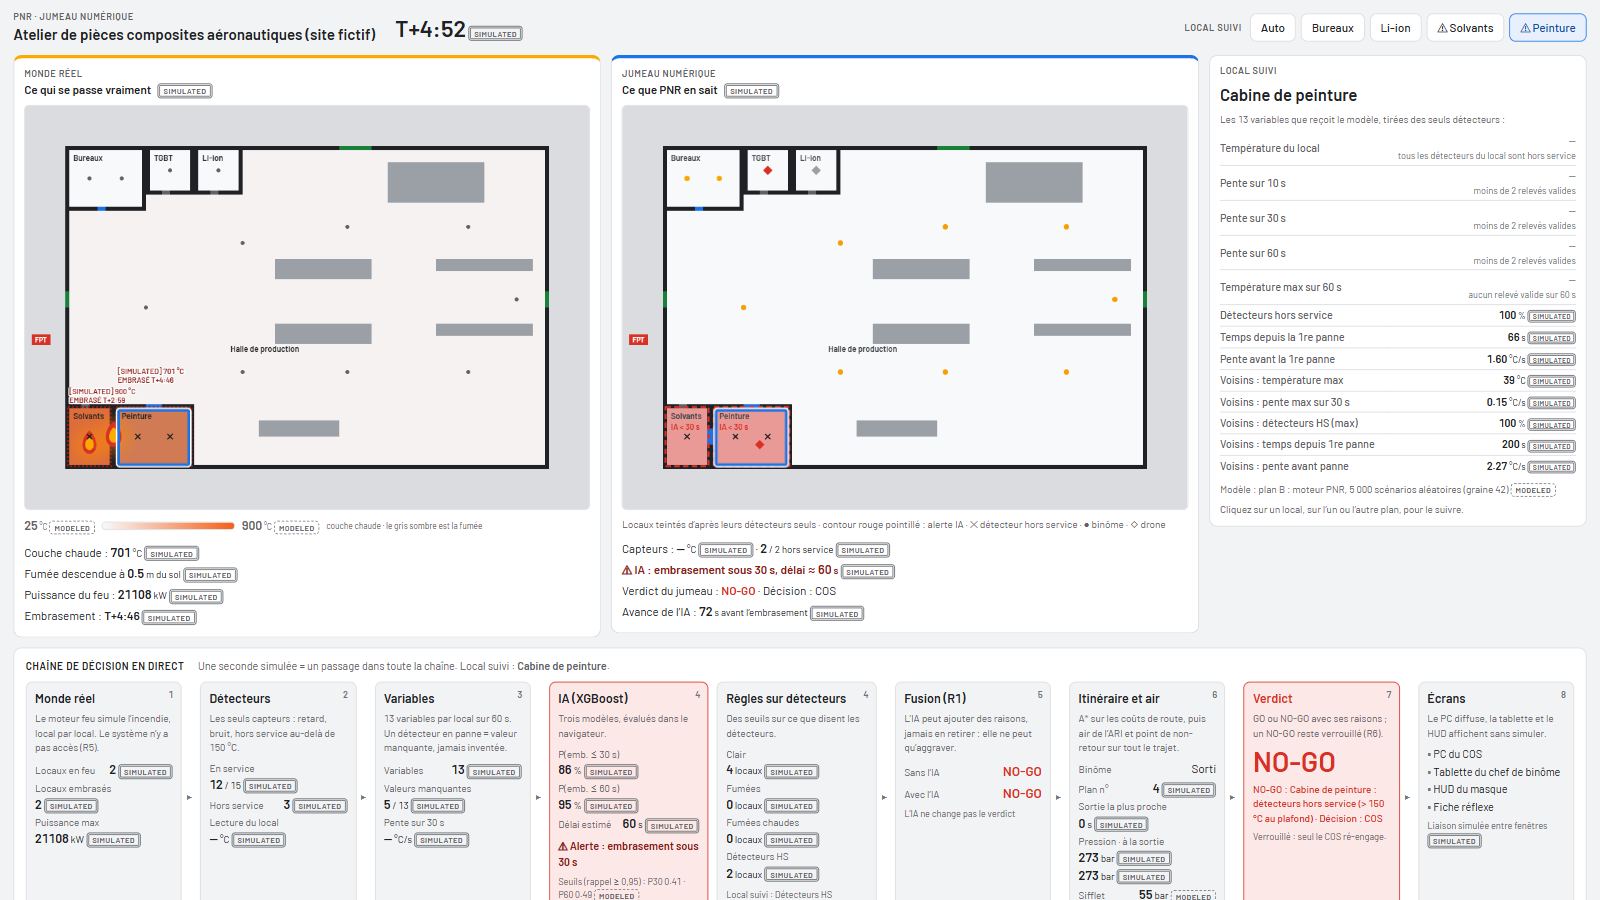 PNR · JUMEAU NUMÉRIQUE
Atelier de pièces composites aéronautiques (site fictif)
T+4:52 SIMULATED
LOCAL SUIVI
Auto
Bureaux
Li-ion
⚠ Solvants
⚠ Peinture
MONDE RÉEL
Ce qui se passe vraiment SIMULATED
Bureaux
TGBT
Li-ion
Halle de production
FPT
[SIMULATED] 701 °C
EMBRASÉ T+4:46
[SIMULATED] 900 °C
EMBRASÉ T+2:59
Solvants
Peinture
25 °C MODELED
900 °C MODELED
couche chaude · le gris sombre est la fumée
Couche chaude : 701 °C SIMULATED
Fumée descendue à 0.5 m du sol SIMULATED
Puissance du feu : 21108 kW SIMULATED
Embrasement : T+4:46 SIMULATED
JUMEAU NUMÉRIQUE
Ce que PNR en sait SIMULATED
Bureaux
TGBT
Li-ion
Halle de production
FPT
Solvants
IA < 30 s
Peinture
IA < 30 s
Locaux teintés d'après leurs détecteurs seuls · contour rouge pointillé : alerte IA · ✕ détecteur hors service · ● binôme · ◇ drone
Capteurs : — °C SIMULATED · 2 / 2 hors service SIMULATED
⚠ IA : embrasement sous 30 s, délai ≈ 60 s SIMULATED
Verdict du jumeau : NO-GO · Décision : COS
Avance de l'IA : 72 s avant l'embrasement SIMULATED
LOCAL SUIVI
Cabine de peinture
Les 13 variables que reçoit le modèle, tirées des seuls détecteurs :
Température du local —
tous les détecteurs du local sont hors service
Pente sur 10 s —
moins de 2 relevés valides
Pente sur 30 s —
moins de 2 relevés valides
Pente sur 60 s —
moins de 2 relevés valides
Température max sur 60 s —
aucun relevé valide sur 60 s
Détecteurs hors service 100 % SIMULATED
Temps depuis la 1re panne 66 s SIMULATED
Pente avant la 1re panne 1.60 °C/s SIMULATED
Voisins : température max 39 °C SIMULATED
Voisins : pente max sur 30 s 0.15 °C/s SIMULATED
Voisins : détecteurs HS (max) 100 % SIMULATED
Voisins : temps depuis 1re panne 200 s SIMULATED
Voisins : pente avant panne 2.27 °C/s SIMULATED
Modèle : plan B : moteur PNR, 5 000 scénarios aléatoires (graine 42) MODELED
Cliquez sur un local, sur l'un ou l'autre plan, pour le suivre.
CHAÎNE DE DÉCISION EN DIRECT
Une seconde simulée = un passage dans toute la chaîne. Local suivi : Cabine de peinture.
Monde réel 1
Le moteur feu simule l'incendie,
local par local. Le système n'y a
pas accès (R5).
Locaux en feu 2 SIMULATED
Locaux embrasés
2 SIMULATED
Puissance max
21108 kW SIMULATED
Détecteurs 2
Les seuls capteurs : retard,
bruit, hors service au-delà de
150 °C.
En service
12 / 15 SIMULATED
Hors service 3 SIMULATED
Lecture du local
— °C SIMULATED
Variables 3
13 variables par local sur 60 s.
Un détecteur en panne = valeur
manquante, jamais inventée.
Variables 13 SIMULATED
Valeurs manquantes
5 / 13 SIMULATED
Pente sur 30 s
— °C/s SIMULATED
IA (XGBoost) 4
Trois modèles, évalués dans le
navigateur.
P(emb. ≤ 30 s)
86 % SIMULATED
P(emb. ≤ 60 s)
95 % SIMULATED
Délai estimé 60 s SIMULATED
⚠ Alerte : embrasement sous
30 s
Seuils (rappel ≥ 0,95) : P30 0.41 ·
P60 0.49 MODELED
Règles sur détecteurs 4
Des seuils sur ce que disent les
détecteurs.
Clair
4 locaux SIMULATED
Fumées
0 locaux SIMULATED
Fumées chaudes
0 locaux SIMULATED
Détecteurs HS
2 locaux SIMULATED
Local suivi : Détecteurs HS
Fusion (R1) 5
L'IA peut ajouter des raisons,
jamais en retirer : elle ne peut
qu'aggraver.
Sans l'IA NO-GO
Avec l'IA NO-GO
L'IA ne change pas le verdict
Itinéraire et air 6
A* sur les coûts de route, puis
air de l'ARI et point de non-
retour sur tout le trajet.
Binôme Sorti
Plan n° 4 SIMULATED
Sortie la plus proche
0 s SIMULATED
Pression · à la sortie
273 bar SIMULATED
273 bar SIMULATED
Sifflet 55 bar MODELED
Verdict 7
GO ou NO-GO avec ses raisons ;
un NO-GO reste verrouillé (R6).
NO-GO
NO-GO : Cabine de peinture :
détecteurs hors service (> 150
°C au plafond) · Décision : COS
Verrouillé : seul le COS ré-engage.
Écrans 8
Le PC diffuse, la tablette et le
HUD affichent sans simuler.
▪ PC du COS
▪ Tablette du chef de binôme
▪ HUD du masque
▪ Fiche réflexe
Liaison simulée entre fenêtres
SIMULATED